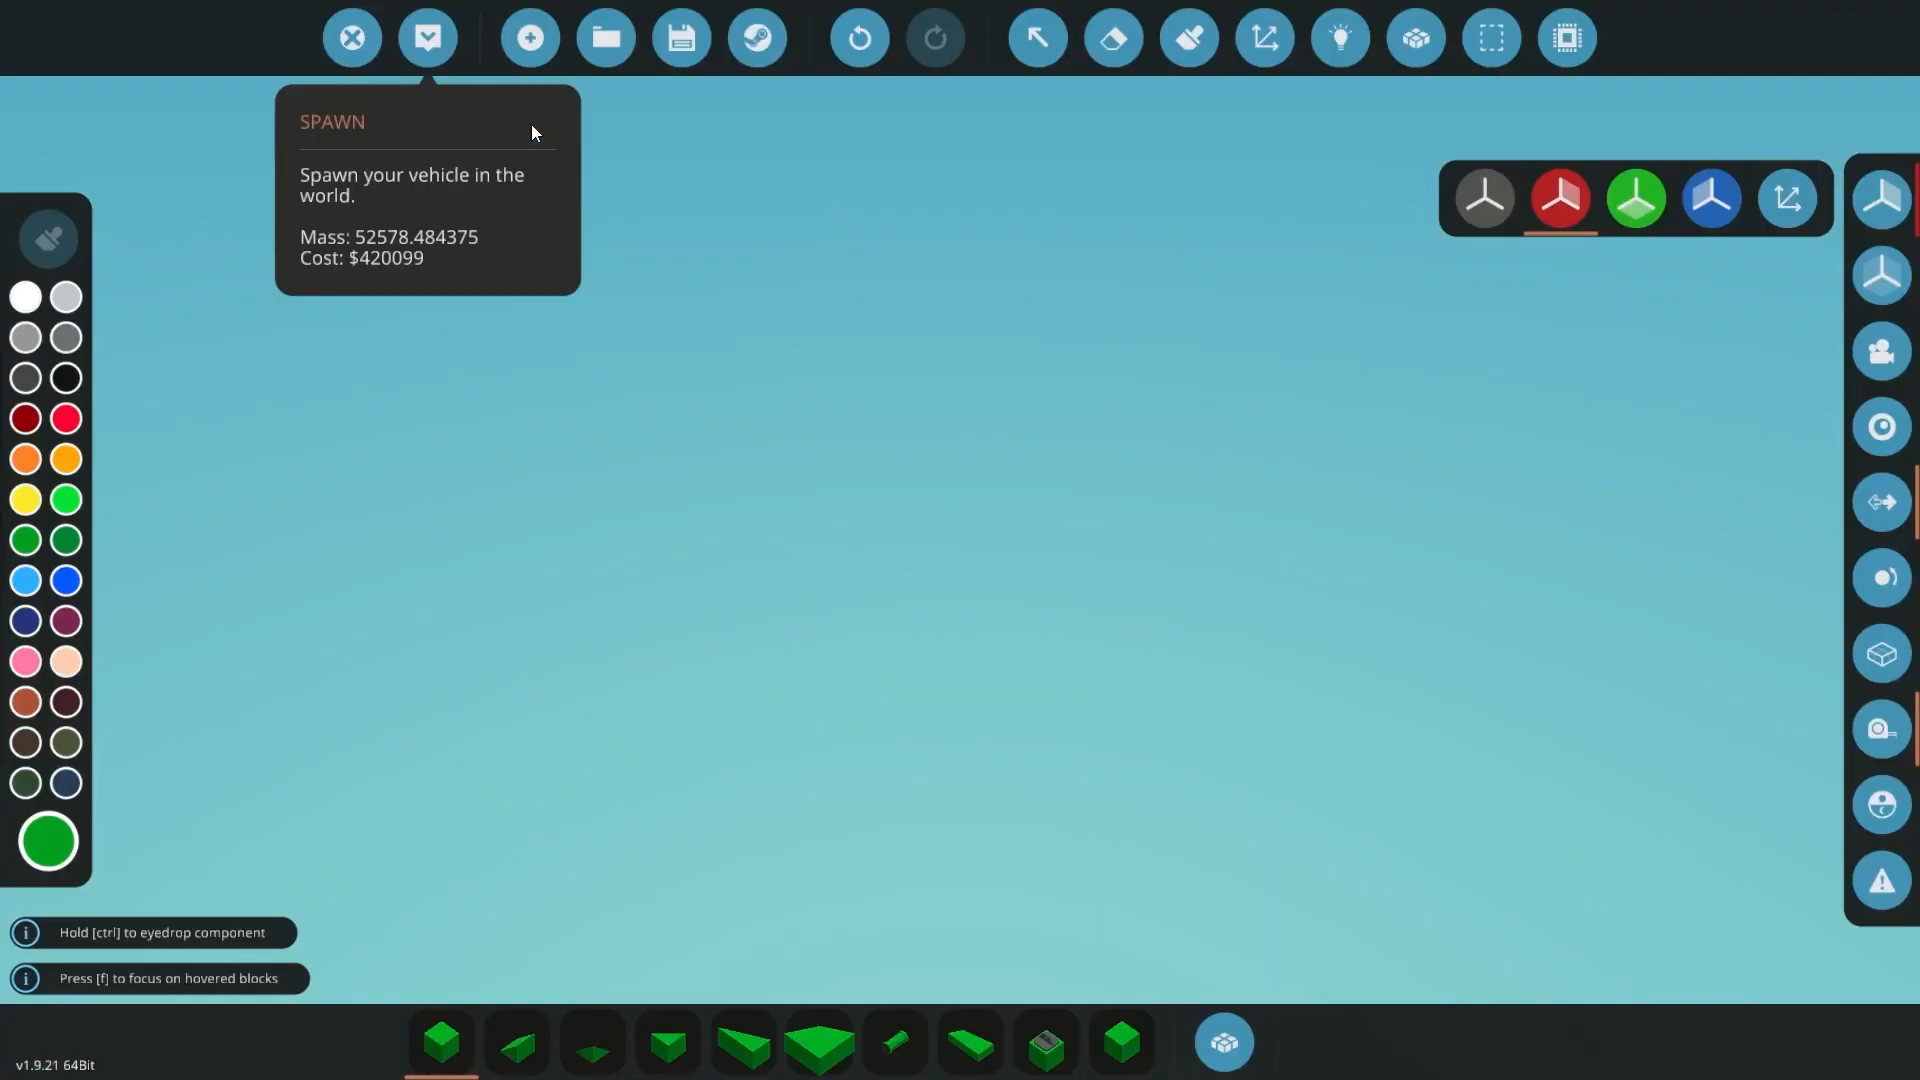 SPAWN
Spawn your vehicle in the
world.
Mass: 52578.484375
Cost: $420099
Hold [ctrl] to eyedrop component
Press [f] to focus on hovered blocks
v1.9.21 64Bit